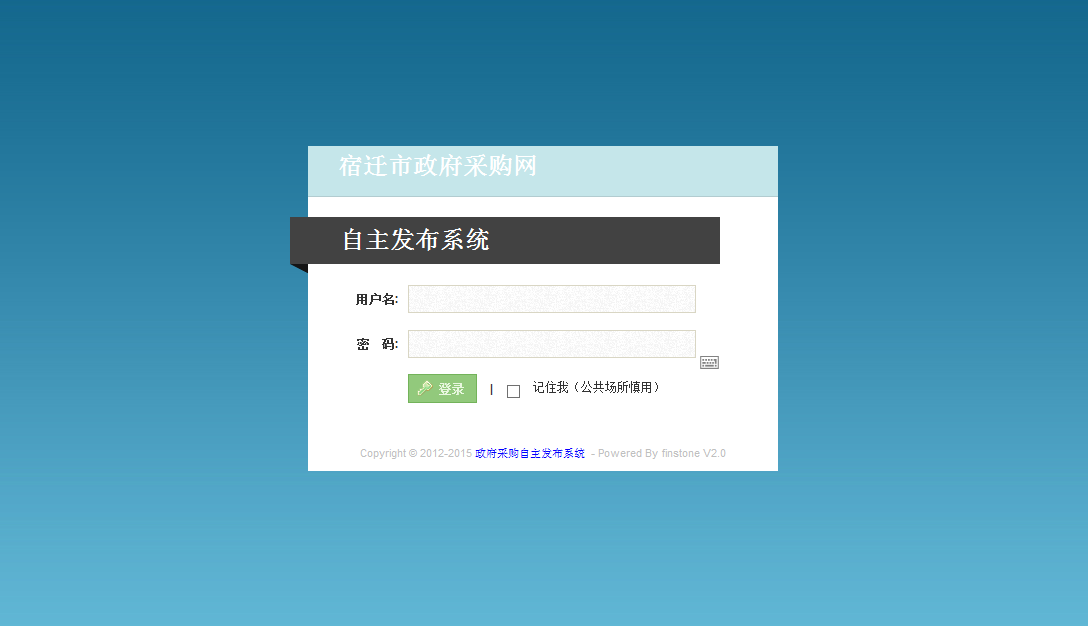 宿迁市政府采购网
自主发布系统
用户名:
密 码:
登录 | 记住我（公共场所慎用）
Copyright © 2012-2015 政府采购自主发布系统 - Powered By finstone V2.0